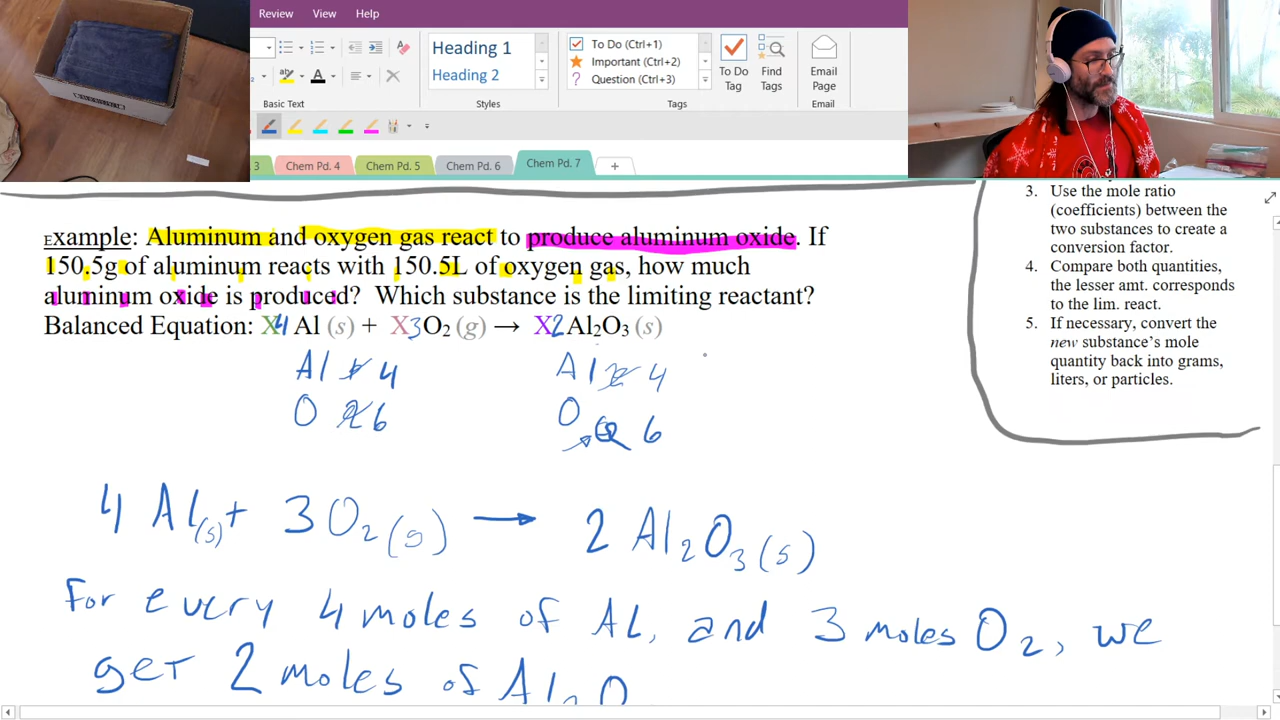 Review View Help
Heading 1
Heading 2
To Do (Ctrl+1)
Important (Ctrl+2)
? Question (Ctrl+3)
To Do Tag
Find Tags
Email Page
Basic Text
Styles
Tags
Email
3 Chem Pd. 4 Chem Pd. 5 Chem Pd. 6 Chem Pd. 7 +
Example: Aluminum and oxygen gas react to produce aluminum oxide. If
150.5g of aluminum reacts with 150.5L of oxygen gas, how much
aluminum oxide is produced? Which substance is the limiting reactant?
Balanced Equation: X4 Al (s) + X3O₂ (g) → X2Al₂O₃ (s)
Al 1 4 Al 2 4
O 2 6 O 6
4 Al(s) + 3O₂(g) → 2 Al₂O₃(s)
For every 4 moles of AL, and 3 moles O₂, we
get 2 moles of Al₂O
3. Use the mole ratio
(coefficients) between the
two substances to create a
conversion factor.
4. Compare both quantities,
the lesser amt. corresponds
to the lim. react.
5. If necessary, convert the
new substance's mole
quantity back into grams,
liters, or particles.